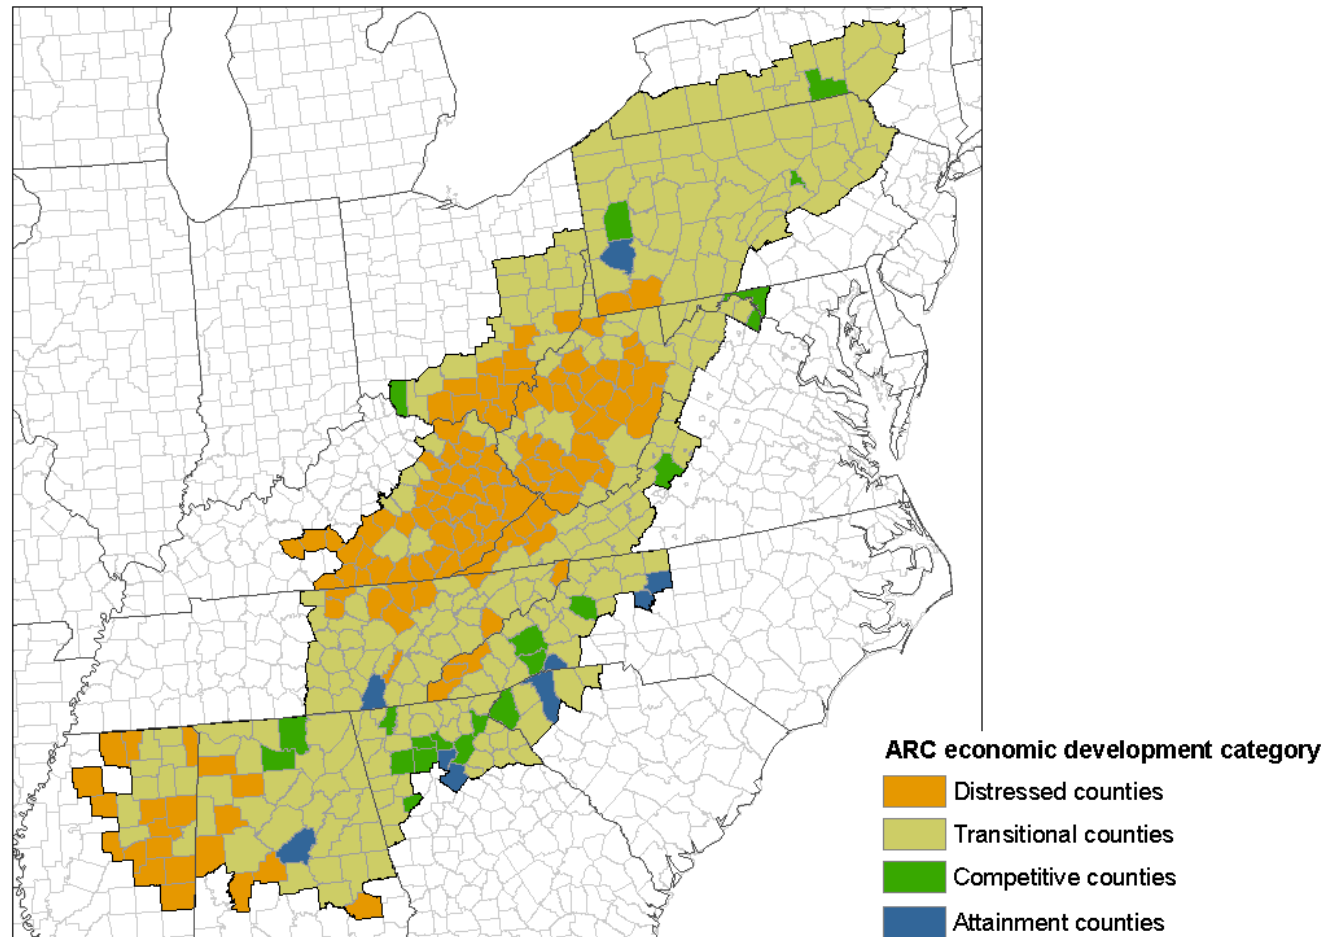 ARC economic development category
Distressed counties
Transitional counties
Competitive counties
Attainment counties